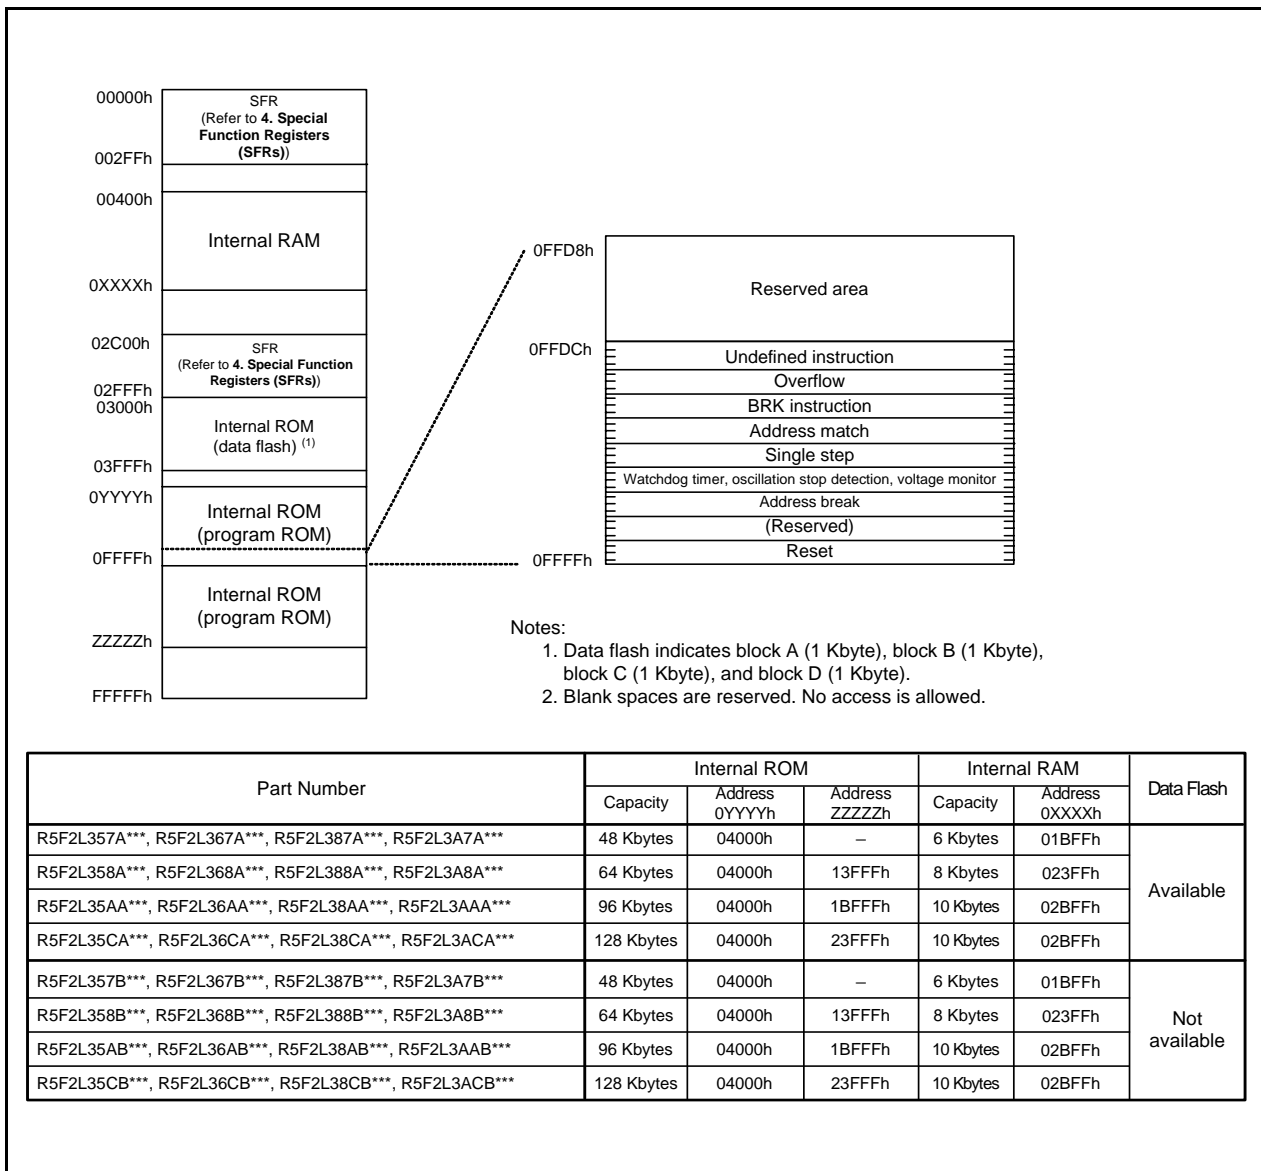 00000h
SFR
(Refer to 4. Special
Function Registers
(SFRs))
002FFh
00400h
Internal RAM
0XXXXh
02C00h
SFR
(Refer to 4. Special Function
Registers (SFRs))
02FFFh
03000h
Internal ROM
(data flash) (1)
03FFFh
0YYYYh
Internal ROM
(program ROM)
0FFFFh
Internal ROM
(program ROM)
ZZZZZh
FFFFFh
0FFD8h
Reserved area
0FFDCh
Undefined instruction
Overflow
BRK instruction
Address match
Single step
Watchdog timer, oscillation stop detection, voltage monitor
Address break
(Reserved)
Reset
0FFFFh
Notes:
1. Data flash indicates block A (1 Kbyte), block B (1 Kbyte),
block C (1 Kbyte), and block D (1 Kbyte).
2. Blank spaces are reserved. No access is allowed.
Part Number Internal ROM Internal RAM Data Flash
Capacity Address 0YYYYh Address ZZZZZh Capacity Address 0XXXXh
R5F2L357A***, R5F2L367A***, R5F2L387A***, R5F2L3A7A*** 48 Kbytes 04000h – 6 Kbytes 01BFFh
R5F2L358A***, R5F2L368A***, R5F2L388A***, R5F2L3A8A*** 64 Kbytes 04000h 13FFFh 8 Kbytes 023FFh
Available
R5F2L35AA***, R5F2L36AA***, R5F2L38AA***, R5F2L3AAA*** 96 Kbytes 04000h 1BFFFh 10 Kbytes 02BFFh
R5F2L35CA***, R5F2L36CA***, R5F2L38CA***, R5F2L3ACA*** 128 Kbytes 04000h 23FFFh 10 Kbytes 02BFFh
R5F2L357B***, R5F2L367B***, R5F2L387B***, R5F2L3A7B*** 48 Kbytes 04000h – 6 Kbytes 01BFFh
R5F2L358B***, R5F2L368B***, R5F2L388B***, R5F2L3A8B*** 64 Kbytes 04000h 13FFFh 8 Kbytes 023FFh
Not
available
R5F2L35AB***, R5F2L36AB***, R5F2L38AB***, R5F2L3AAB*** 96 Kbytes 04000h 1BFFFh 10 Kbytes 02BFFh
R5F2L35CB***, R5F2L36CB***, R5F2L38CB***, R5F2L3ACB*** 128 Kbytes 04000h 23FFFh 10 Kbytes 02BFFh